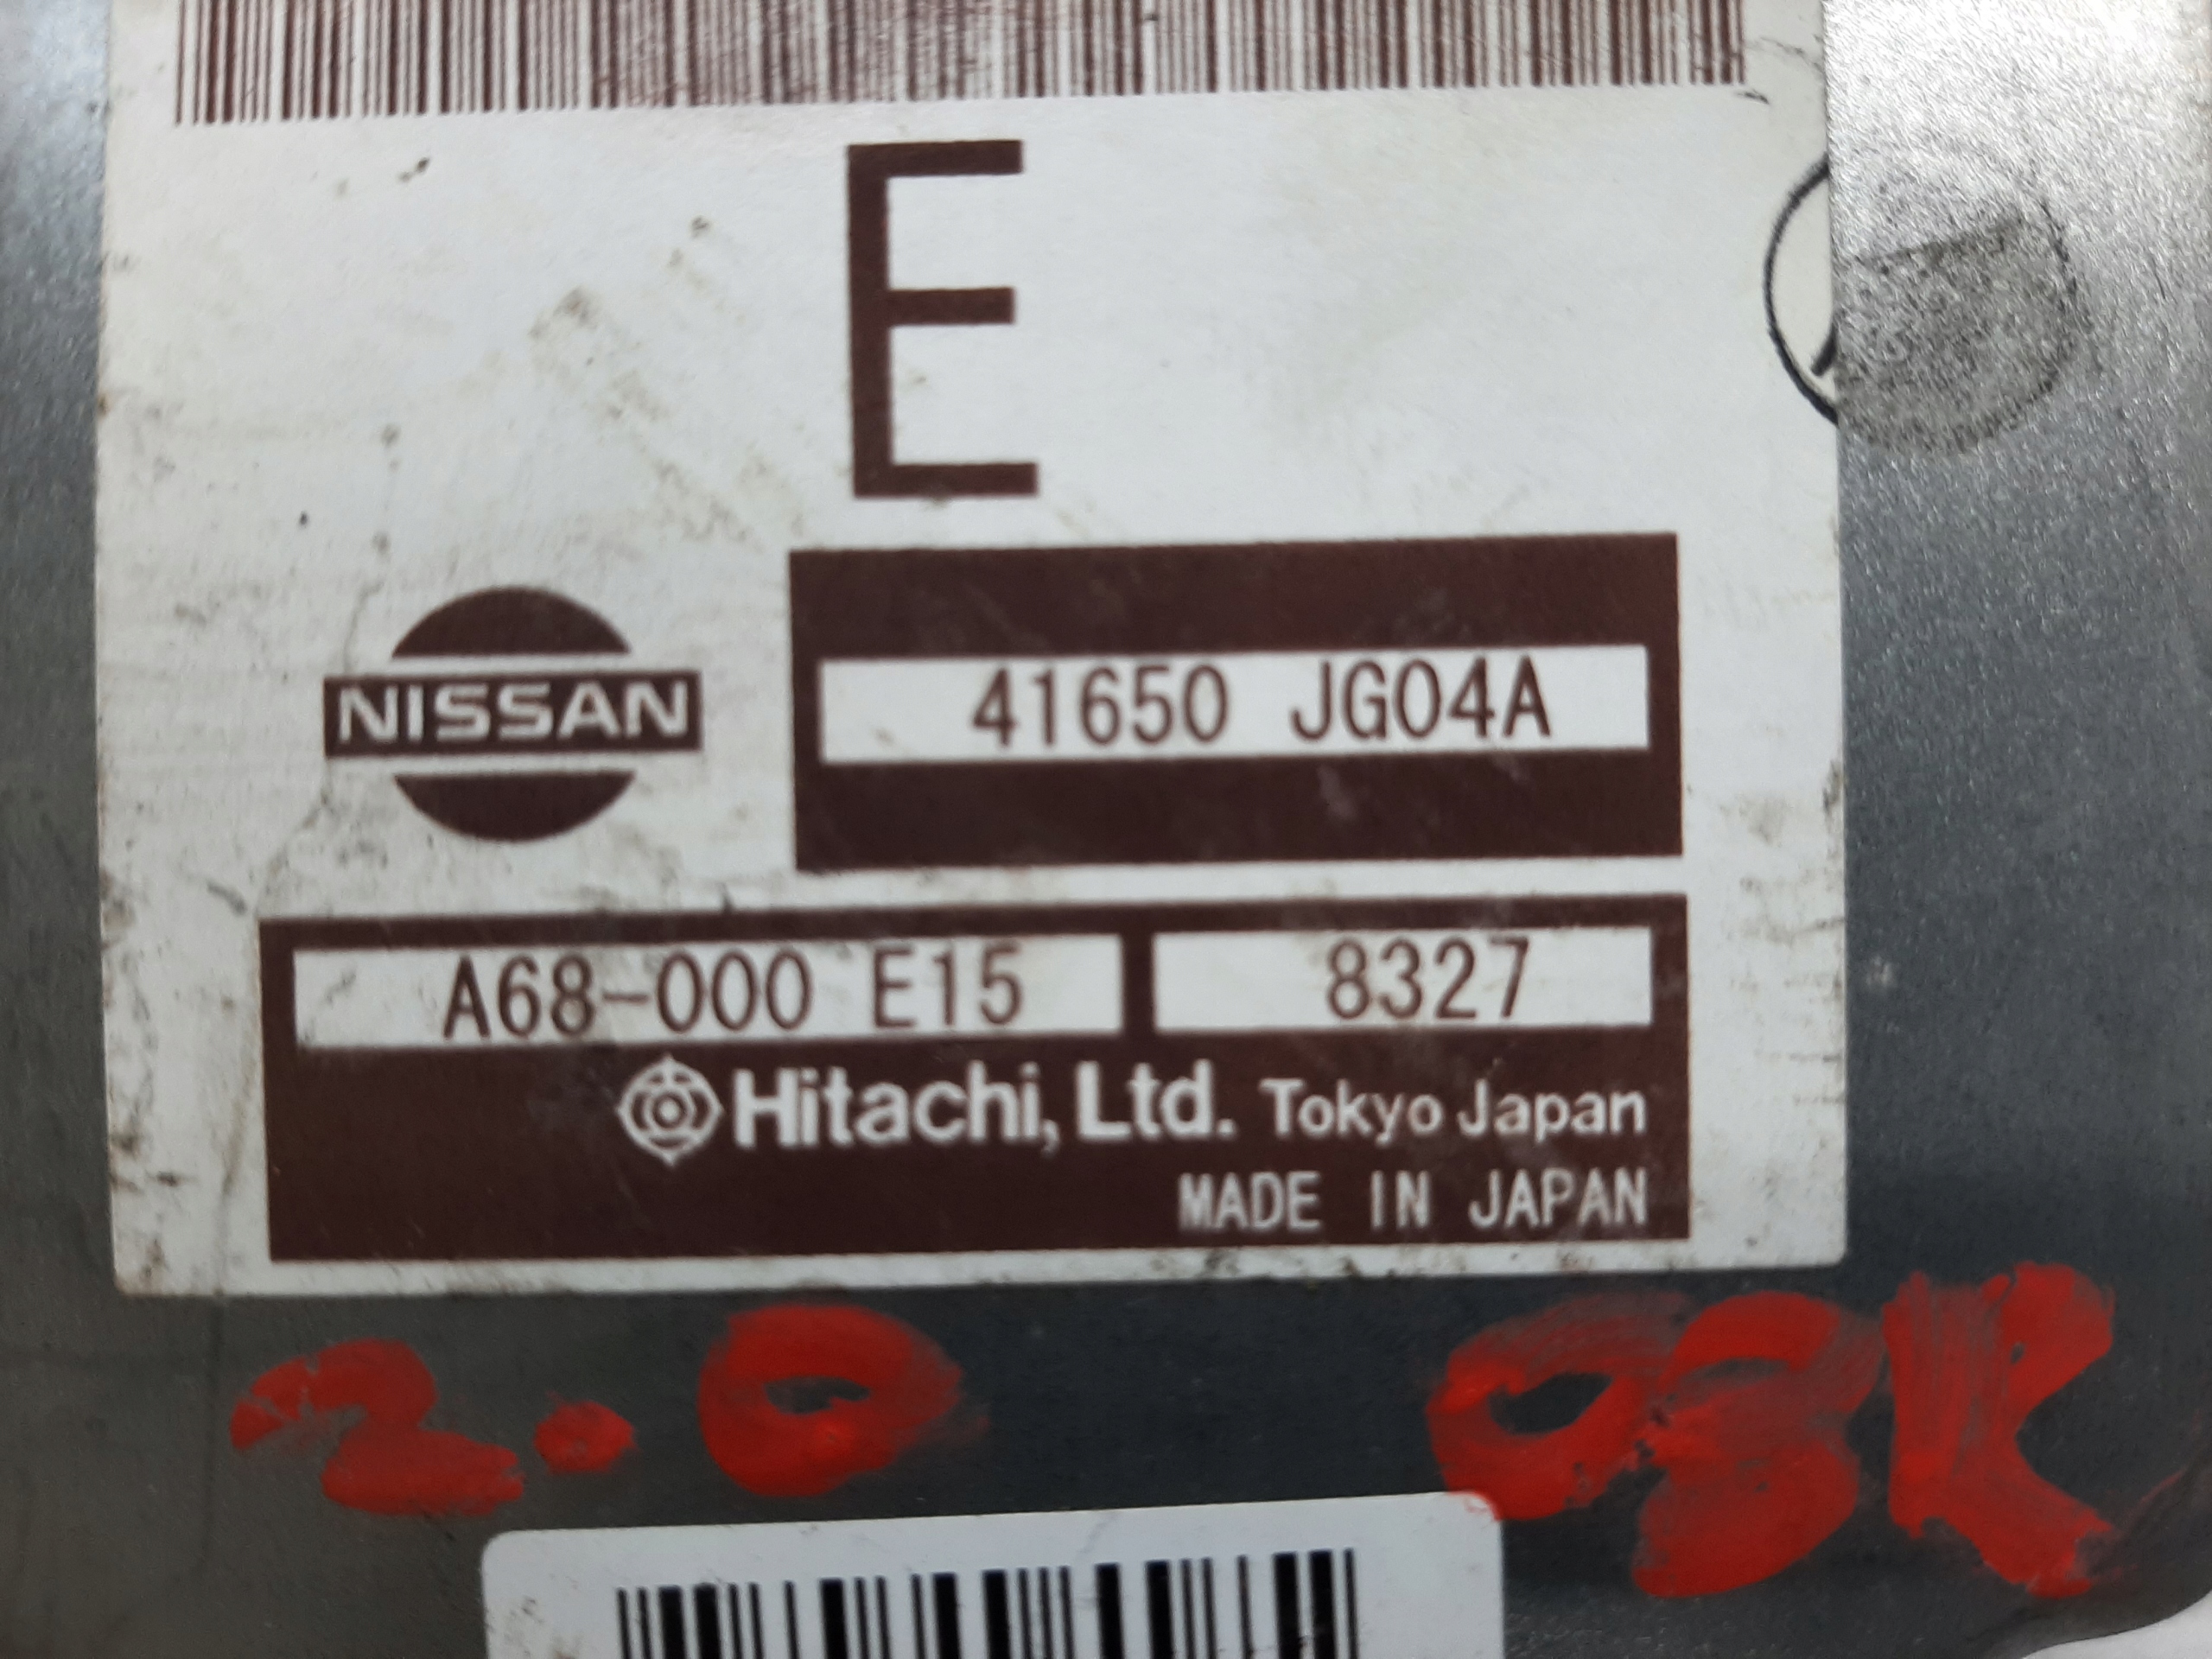 E
NISSAN
41650 JG04A
A68-000 E15
8327
Hitachi, Ltd. Tokyo Japan
MADE IN JAPAN
2.0